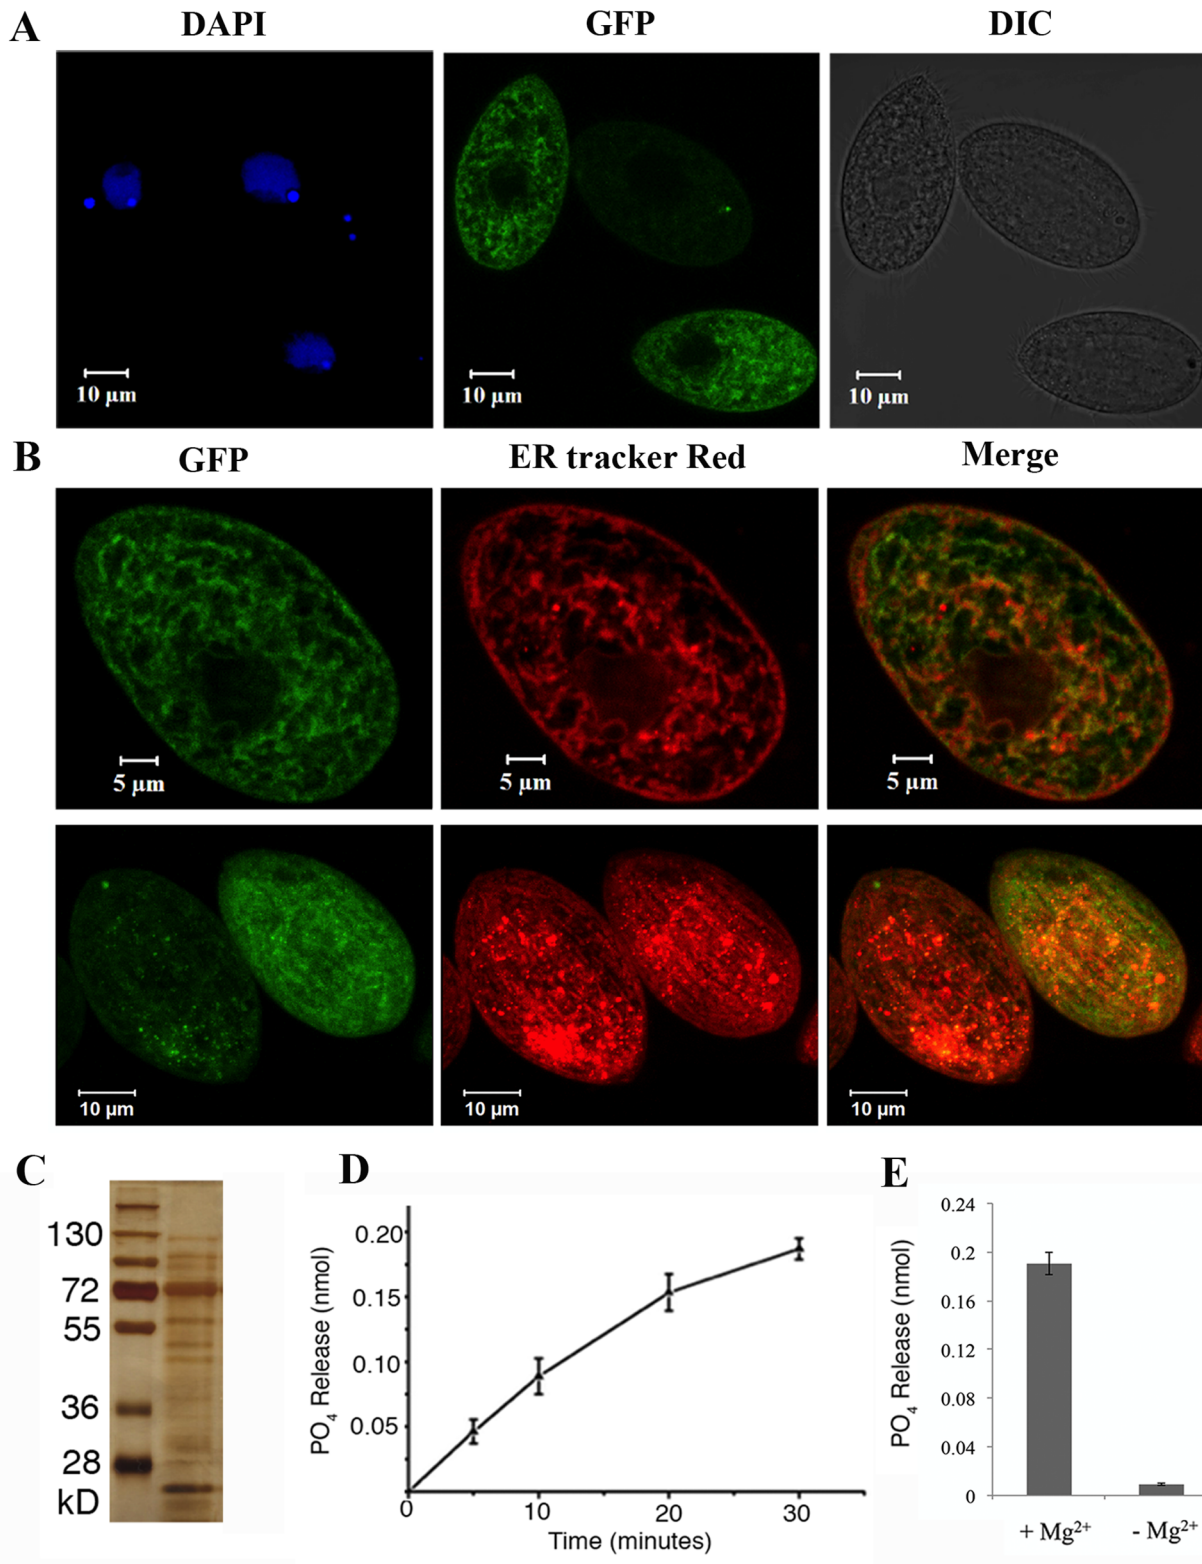 A
DAPI
GFP
DIC
10 µm
10 µm
10 µm
B
GFP
ER tracker Red
Merge
5 µm
5 µm
5 µm
10 µm
10 µm
10 µm
C
130
72
55
36
28
kD
D
PO4 Release (nmol)
0.20
0.15
0.10
0.05
0
10
20
30
Time (minutes)
E
PO4 Release (nmol)
0.24
0.2
0.16
0.12
0.08
0.04
0
+ Mg2+
- Mg2+